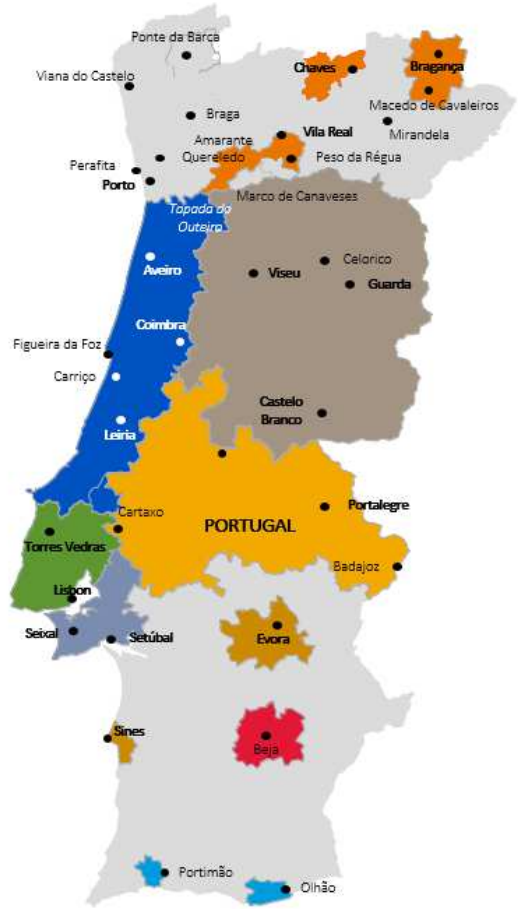 Ponte da Barca
Chaves
Bragança
Viana do Castelo
Braga
Macedo de Cavaleiros
Mirandela
Amarante
Vila Real
Quereledo
Peso da Régua
Perafita
Porto
Marco de Canaveses
Tapada do
Outeiro
Aveiro
Celorico
Viseu
Guarda
Coimbra
Figueira da Foz
Carriço
Castelo
Branco
Leiria
Portalegre
Cartaxo
PORTUGAL
Torres Vedras
Badajoz
Lisbon
Seixal
Setúbal
Evora
Sines
Beja
Portimão
Olhão